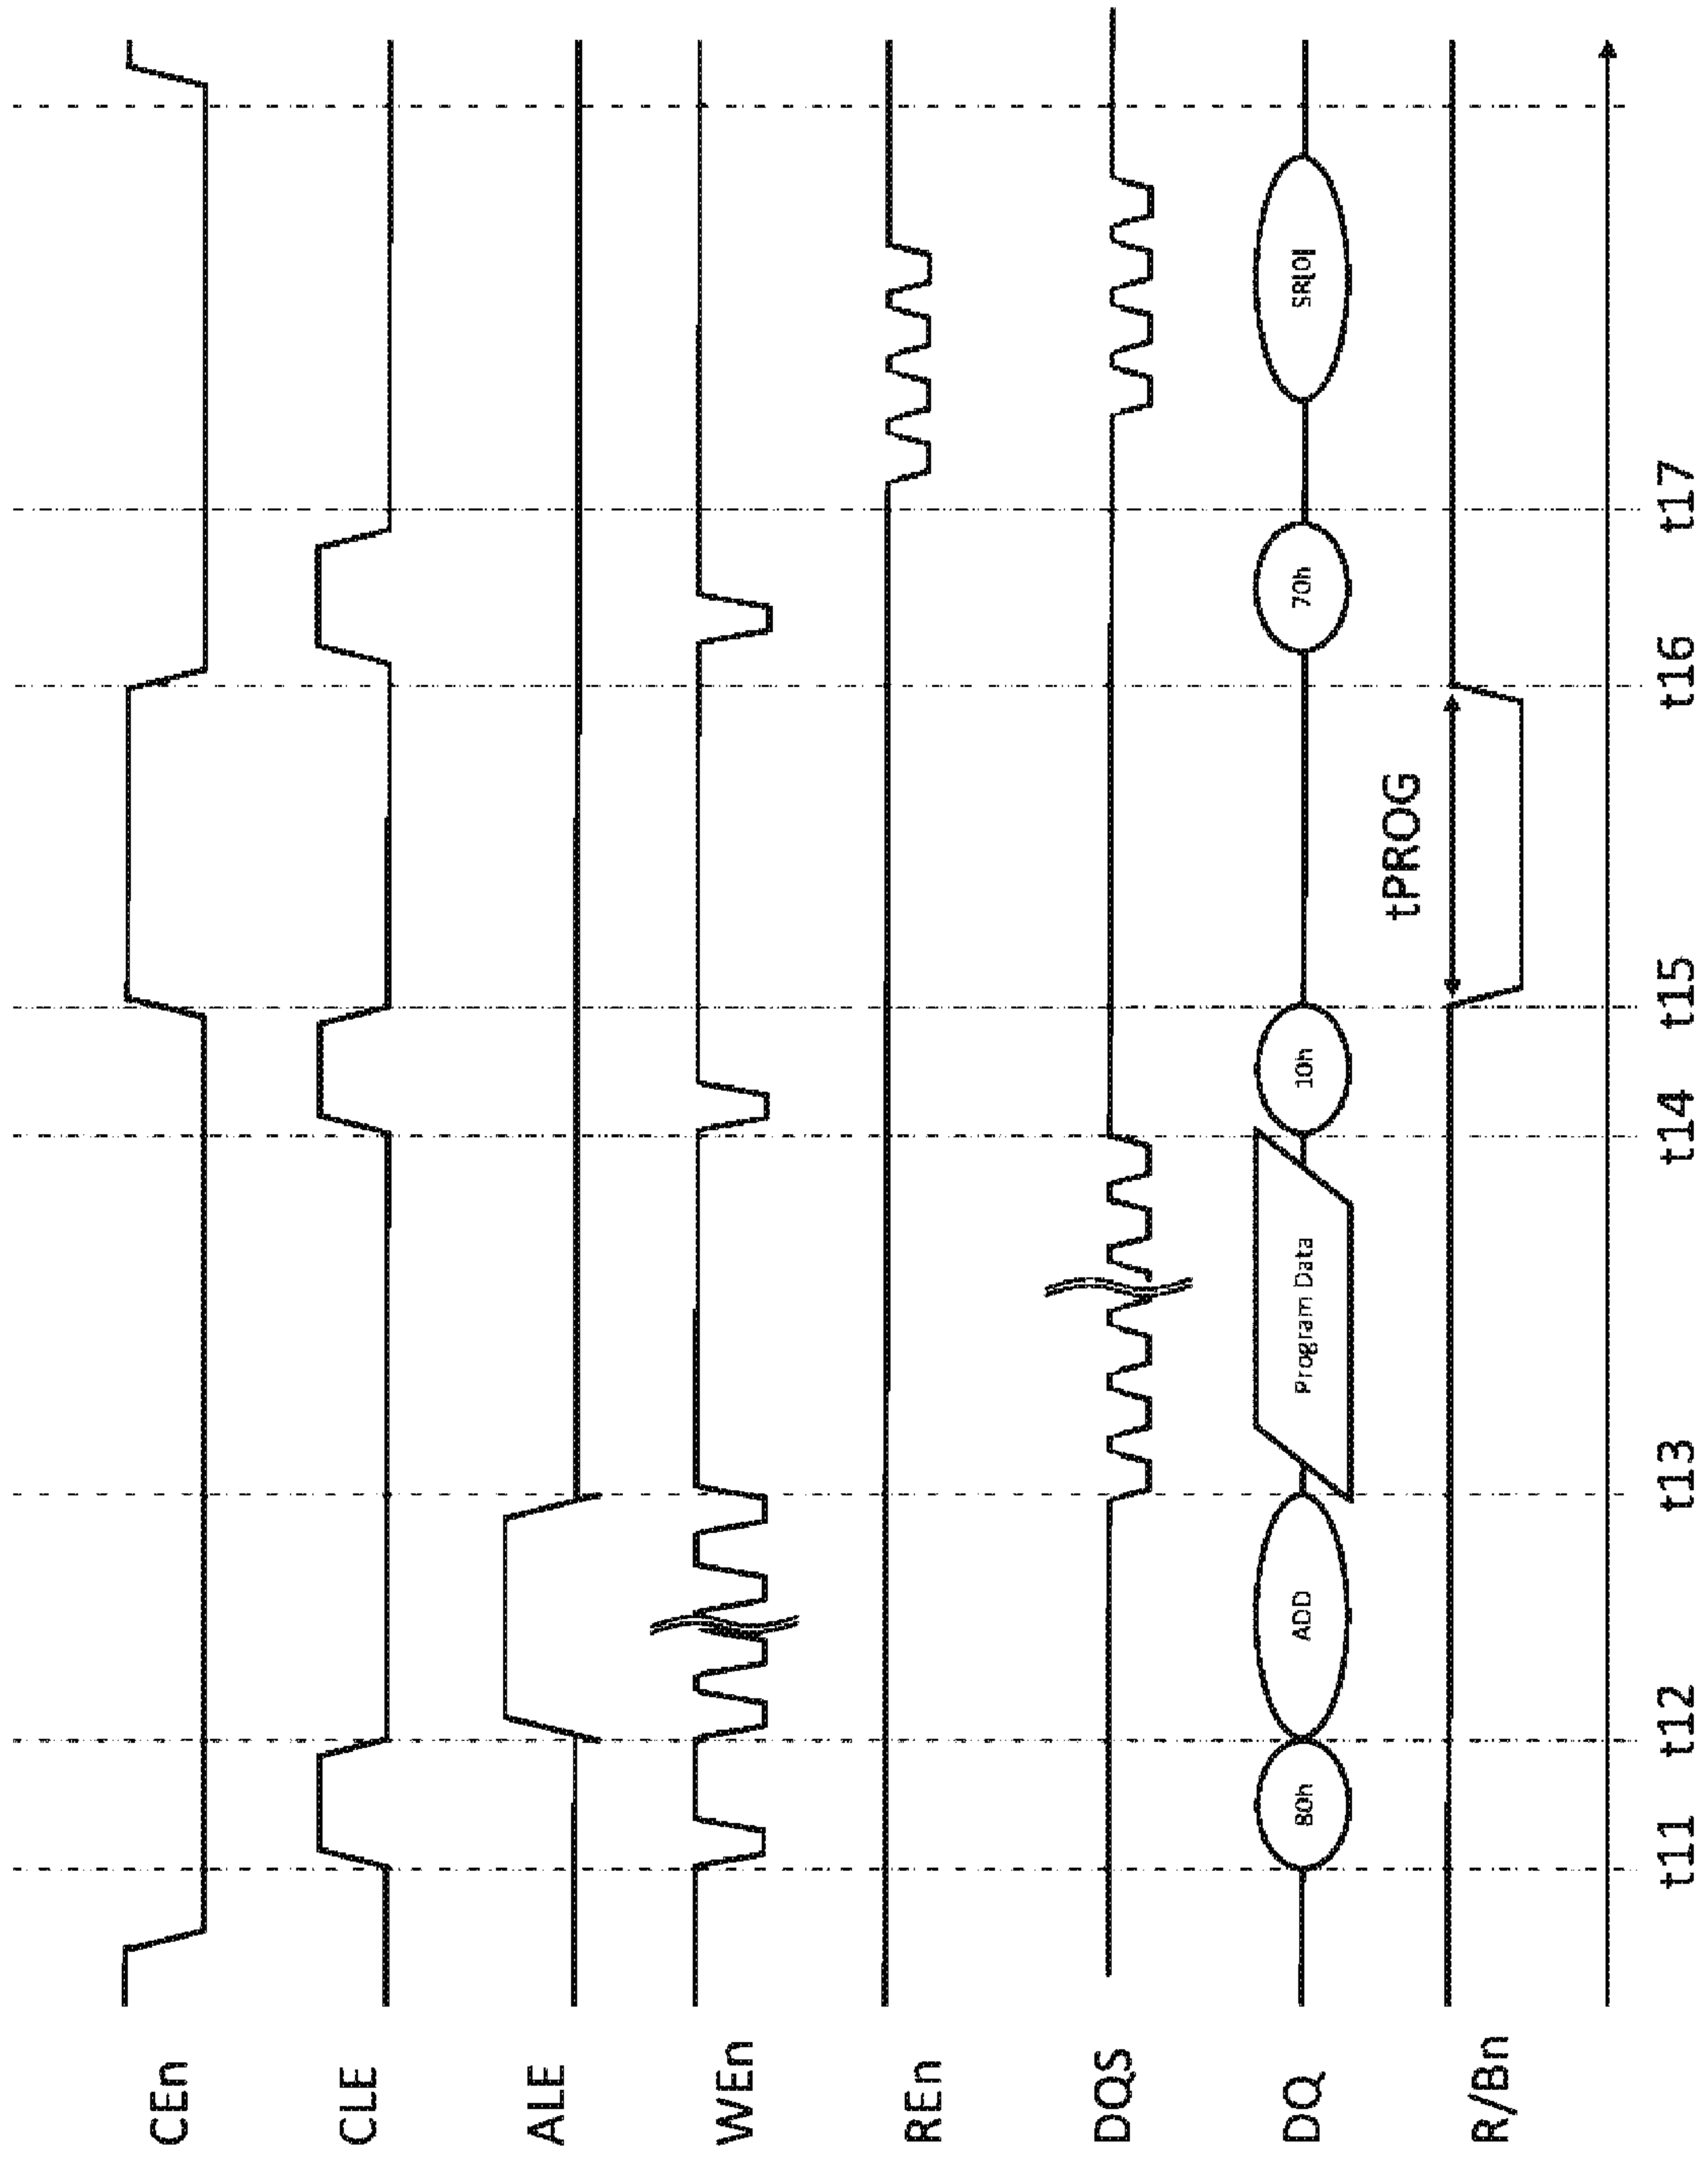 CEn
CLE
ALE
WEn
REn
DQS
DQ
80h
ADD
Program Data
10h
70h
SR[0]
R/Bn
tPROG
t11 t12 t13 t14 t15 t16 t17